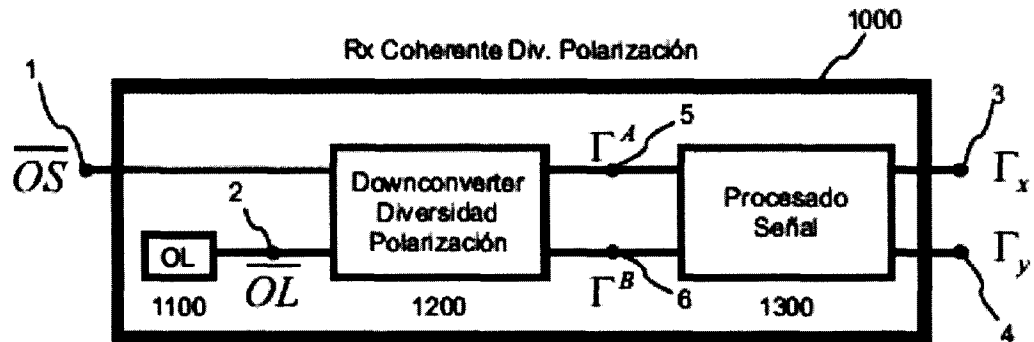 1000
Rx Coherente Div. Polarización
1
3
5
Γ^A
OS
Γ_x
Downconverter
Diversidad
Polarización
Procesado
Señal
2
OL
OL
Γ^B
6
Γ_y
1100
1200
1300
4